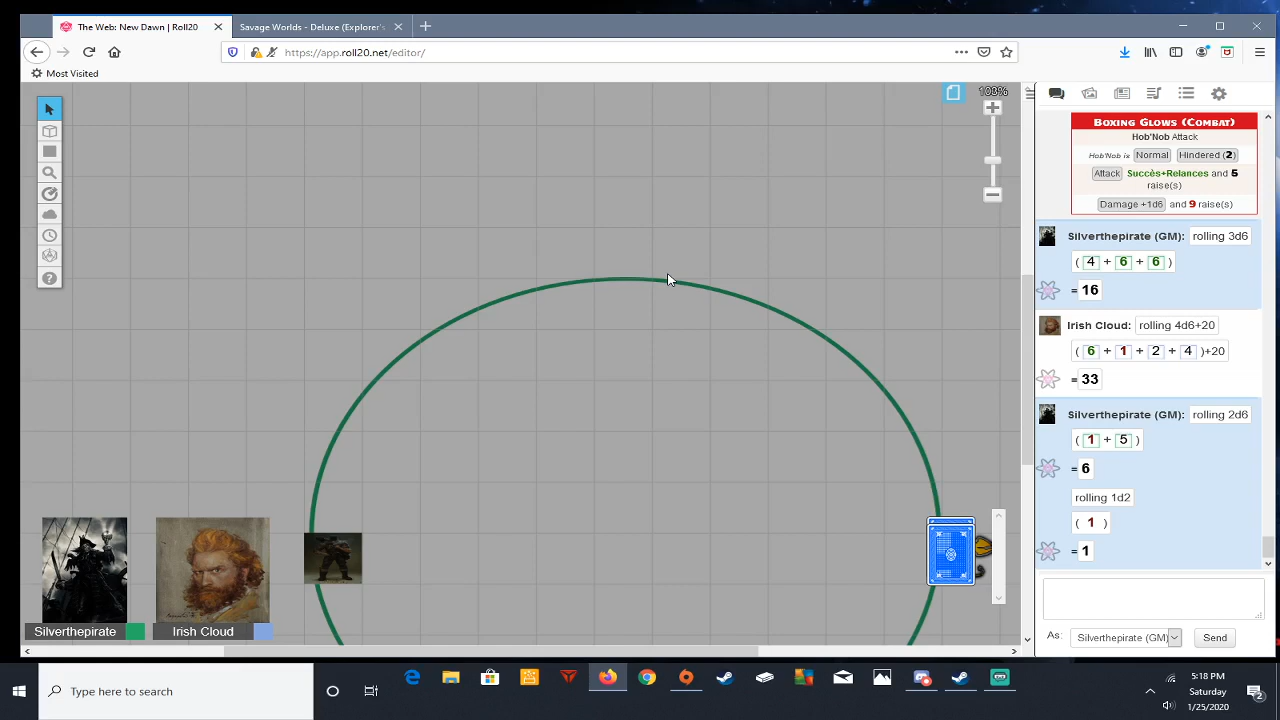 The Web: New Dawn | Roll20
Savage Worlds - Deluxe (Explorer's
https://app.roll20.net/editor/
Most Visited
103%
Boxing Glows (Combat)
Hob'Nob Attack
Hob'Nob is Normal Hindered (2)
Attack Succès+Relances and 5 raise(s)
Damage +1d6 and 9 raise(s)
Silverthepirate (GM): rolling 3d6
( 4 + 6 + 6 )
= 16
Irish Cloud: rolling 4d6+20
( 6 + 1 + 2 + 4 )+20
= 33
Silverthepirate (GM): rolling 2d6
( 1 + 5 )
= 6
rolling 1d2
( 1 )
= 1
Silverthepirate
Irish Cloud
As: Silverthepirate (GM) Send
Type here to search
5:18 PM
Saturday
1/25/2020
2